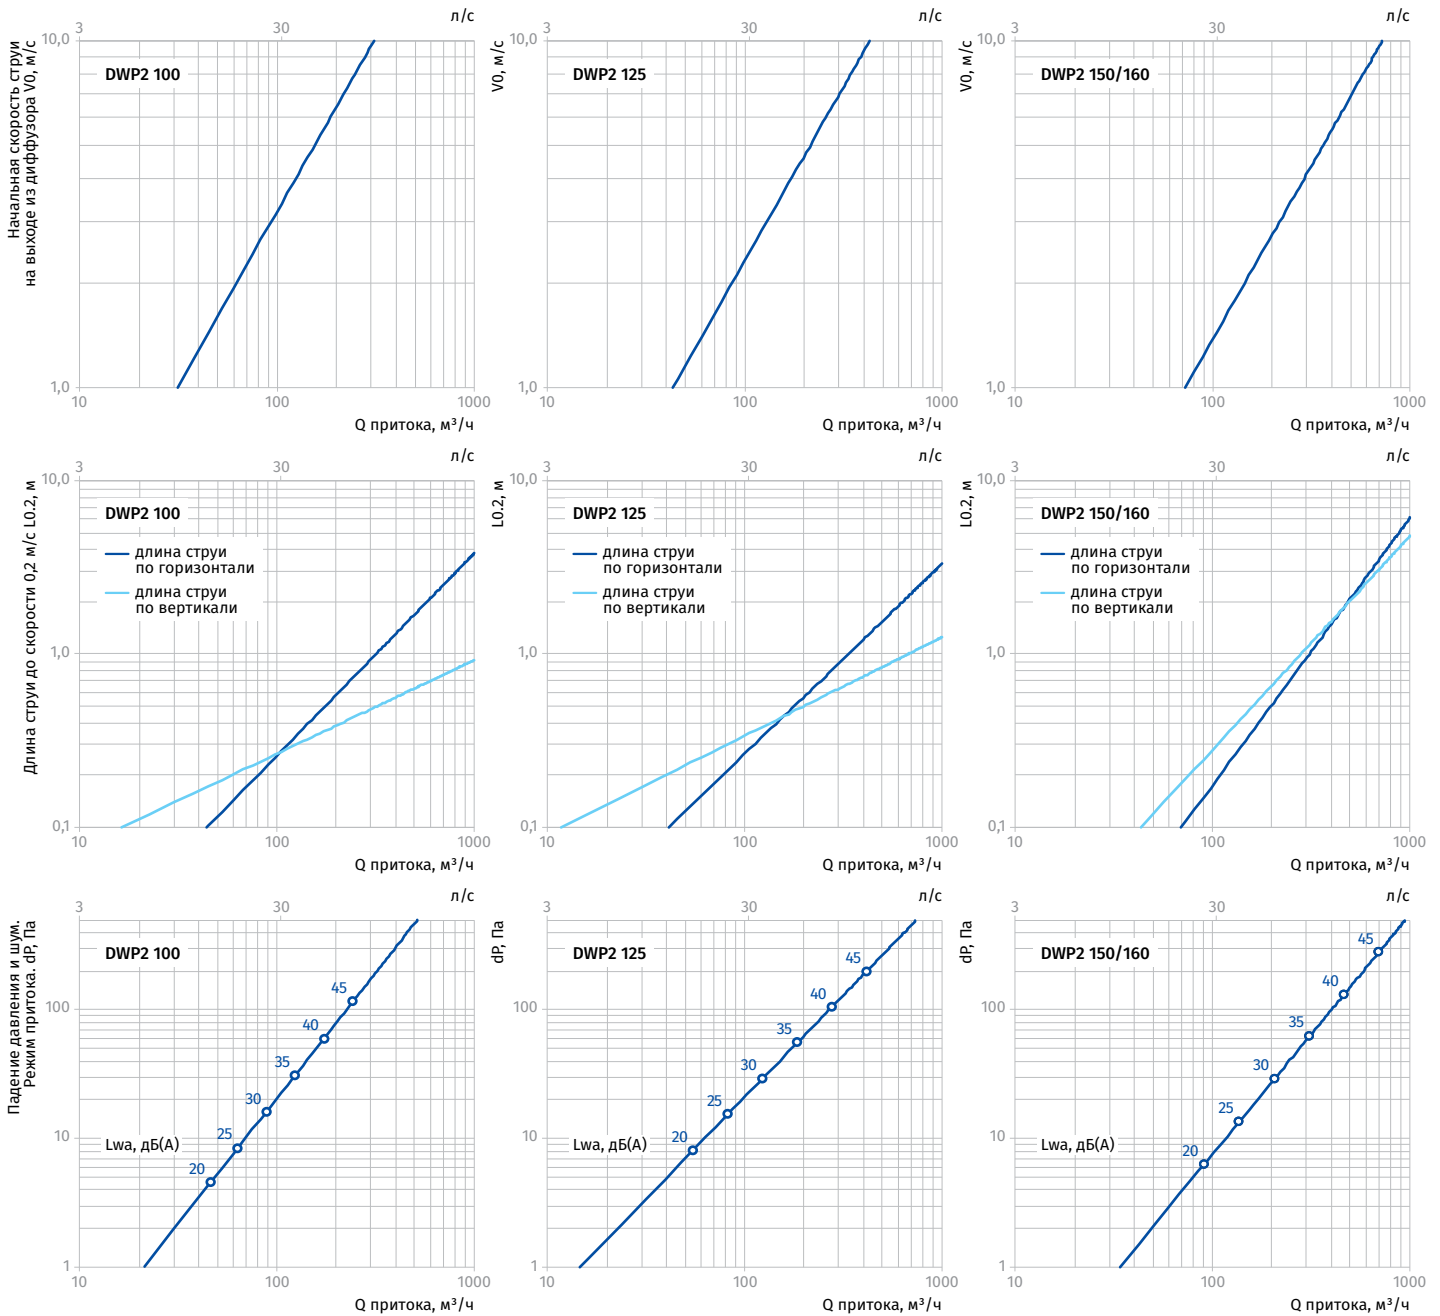 Начальная скорость струи
на выходе из диффузора V0, м/с
3
30
л/с
10,0
DWP2 100
1,0
10
100
1000
Q притока, м³/ч
V0, м/с
3
30
л/с
10,0
DWP2 125
1,0
10
100
1000
Q притока, м³/ч
V0, м/с
3
30
л/с
10,0
DWP2 150/160
1,0
10
100
1000
Q притока, м³/ч
Длина струи до скорости 0,2 м/с L0.2, м
3
30
л/с
10,0
DWP2 100
длина струи
по горизонтали
длина струи
по вертикали
1,0
0,1
10
100
1000
Q притока, м³/ч
L0.2, м
3
30
л/с
10,0
DWP2 125
длина струи
по горизонтали
длина струи
по вертикали
1,0
0,1
10
100
1000
Q притока, м³/ч
L0.2, м
3
30
л/с
10,0
DWP2 150/160
длина струи
по горизонтали
длина струи
по вертикали
1,0
0,1
10
100
1000
Q притока, м³/ч
Падение давления и шум.
Режим притока. dP, Па
3
30
л/с
DWP2 100
45
100
40
35
30
25
10
Lwa, дБ(А)
20
1
10
100
1000
Q притока, м³/ч
dP, Па
3
30
л/с
DWP2 125
45
40
100
35
30
25
20
10
Lwa, дБ(А)
1
10
100
1000
Q притока, м³/ч
dP, Па
3
30
л/с
45
DWP2 150/160
40
100
35
30
25
10
Lwa, дБ(А)
20
1
10
100
1000
Q притока, м³/ч